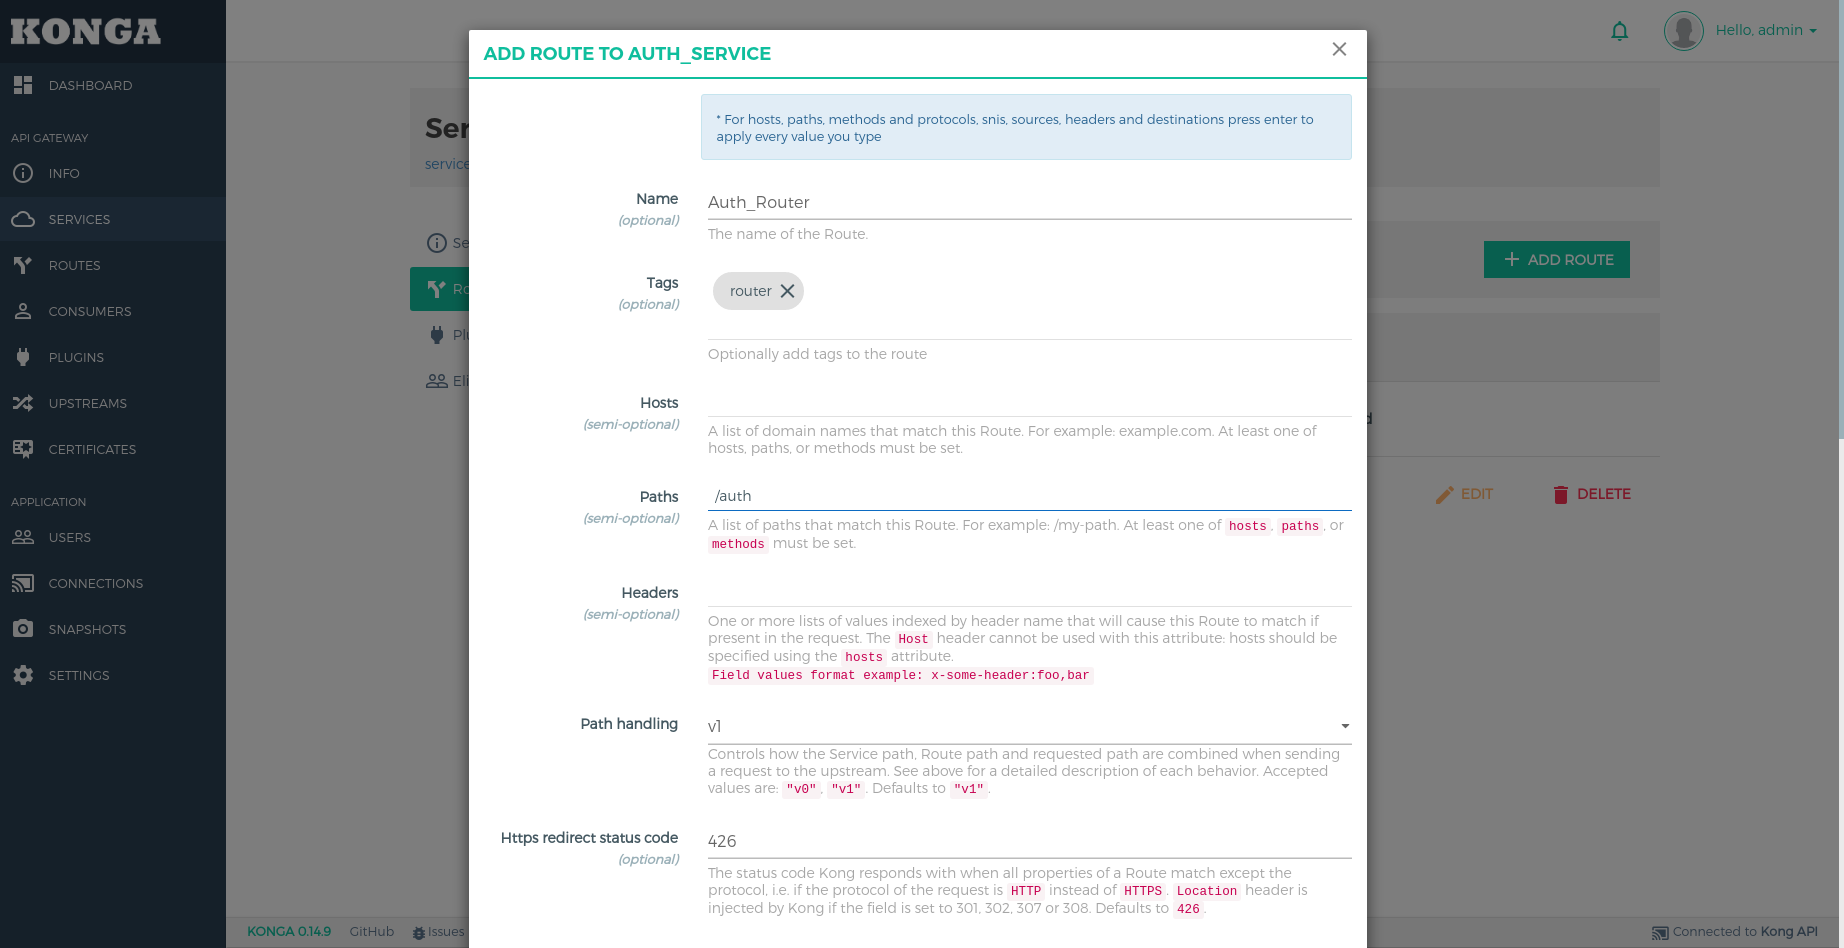 KONGA
DASHBOARD
API GATEWAY
INFO
SERVICES
ROUTES
CONSUMERS
PLUGINS
UPSTREAMS
CERTIFICATES
APPLICATION
USERS
CONNECTIONS
SNAPSHOTS
SETTINGS
Hello, admin
Ser
service
Se
Ro
Plu
Eli
ADD ROUTE
d
EDIT
DELETE
ADD ROUTE TO AUTH_SERVICE
* For hosts, paths, methods and protocols, snis, sources, headers and destinations press enter to
apply every value you type
Name
(optional)
Auth_Router
The name of the Route.
Tags
(optional)
router
Optionally add tags to the route
Hosts
(semi-optional)
A list of domain names that match this Route. For example: example.com. At least one of
hosts, paths, or methods must be set.
Paths
(semi-optional)
/auth
A list of paths that match this Route. For example: /my-path. At least one of hosts, paths, or
methods must be set.
Headers
(semi-optional)
One or more lists of values indexed by header name that will cause this Route to match if
present in the request. The Host header cannot be used with this attribute: hosts should be
specified using the hosts attribute.
Field values format example: x-some-header:foo,bar
Path handling
v1
Controls how the Service path, Route path and requested path are combined when sending
a request to the upstream. See above for a detailed description of each behavior. Accepted
values are: "v0", "v1". Defaults to "v1".
Https redirect status code
(optional)
426
The status code Kong responds with when all properties of a Route match except the
protocol, i.e. if the protocol of the request is HTTP instead of HTTPS. Location header is
injected by Kong if the field is set to 301, 302, 307 or 308. Defaults to 426.
KONGA 0.14.9 GitHub Issues
Connected to Kong API